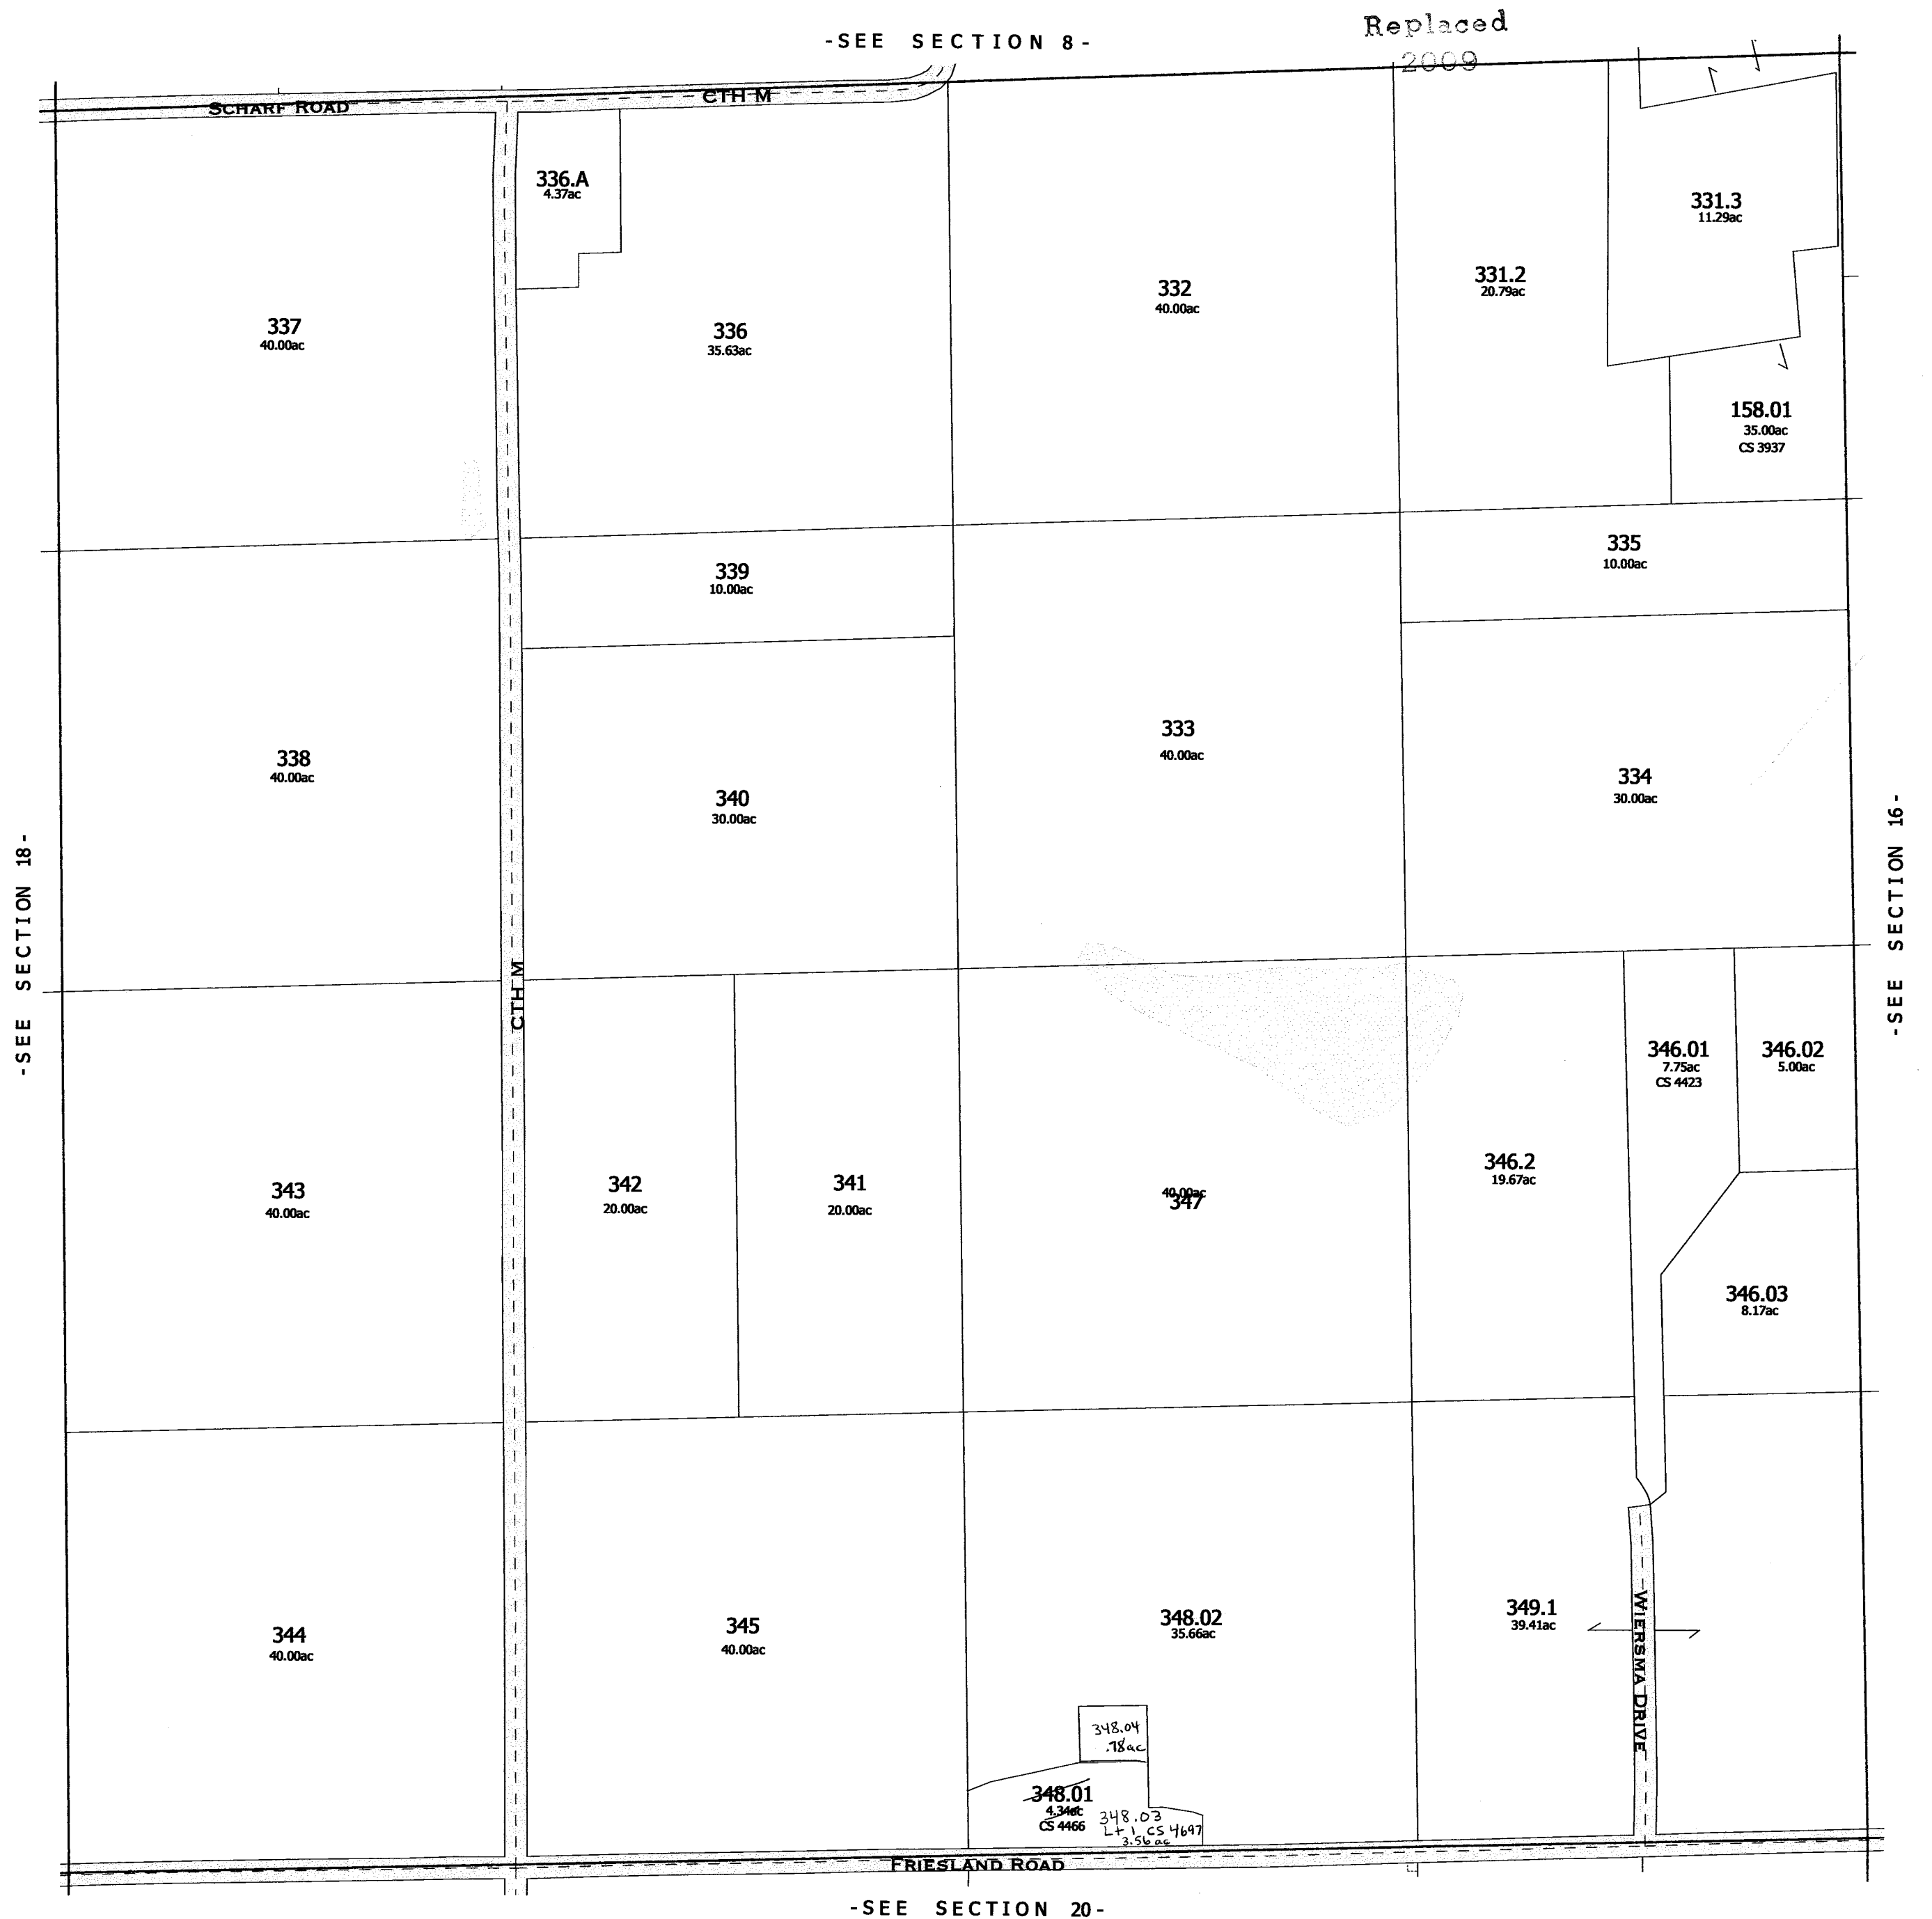 Replaced
2009
-SEE SECTION 8-
SCHARF ROAD
CTH M
336.A
4.37ac
331.3
11.29ac
331.2
20.79ac
332
40.00ac
337
40.00ac
336
35.63ac
158.01
35.00ac
CS 3937
335
10.00ac
339
10.00ac
333
40.00ac
338
40.00ac
334
30.00ac
340
30.00ac
-SEE SECTION 18-
-SEE SECTION 16-
CTH M
346.01
7.75ac
CS 4423
346.02
5.00ac
346.2
19.67ac
343
40.00ac
342
20.00ac
341
20.00ac
40.00ac
347
346.03
8.17ac
349.1
39.41ac
348.02
35.66ac
345
40.00ac
344
40.00ac
WIERSMA DRIVE
348.04
.78ac
348.01
4.34ac
CS 4466
348.03
Lt 1 CS 4697
3.56 ac
FRIESLAND ROAD
-SEE SECTION 20-